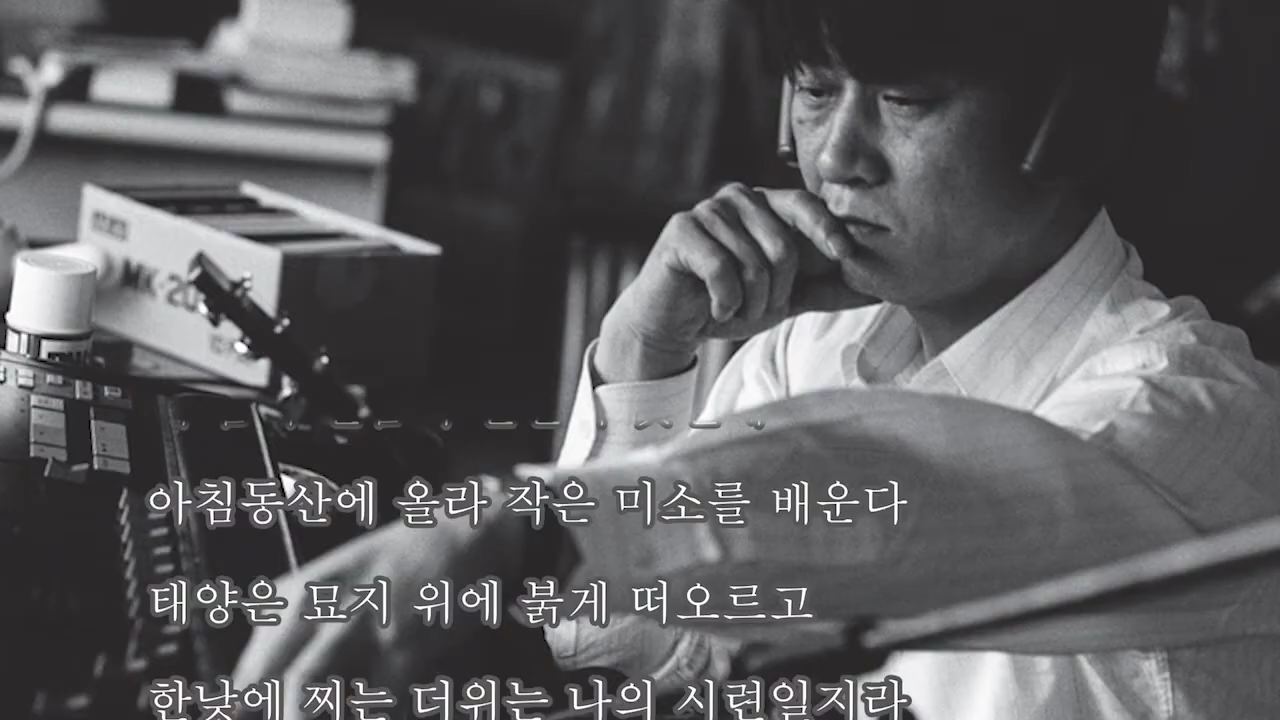 MK-20
아침동산에 올라 작은 미소를 배운다
태양은 묘지 위에 붉게 떠오르고
한낮에 찌는 더위는 나의 시련일지라